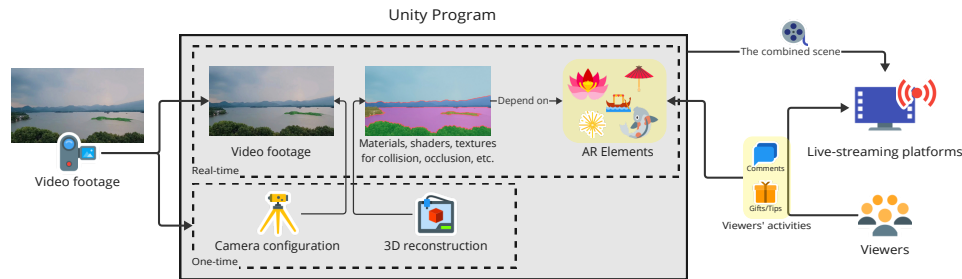 Unity Program
The combined scene
Depend on
Video footage
Materials, shaders, textures
for collision, occlusion, etc.
AR Elements
Real-time
Video footage
Live-streaming platforms
Comments
Gifts/Tips
Viewers' activities
Viewers
Camera configuration
3D reconstruction
One-time